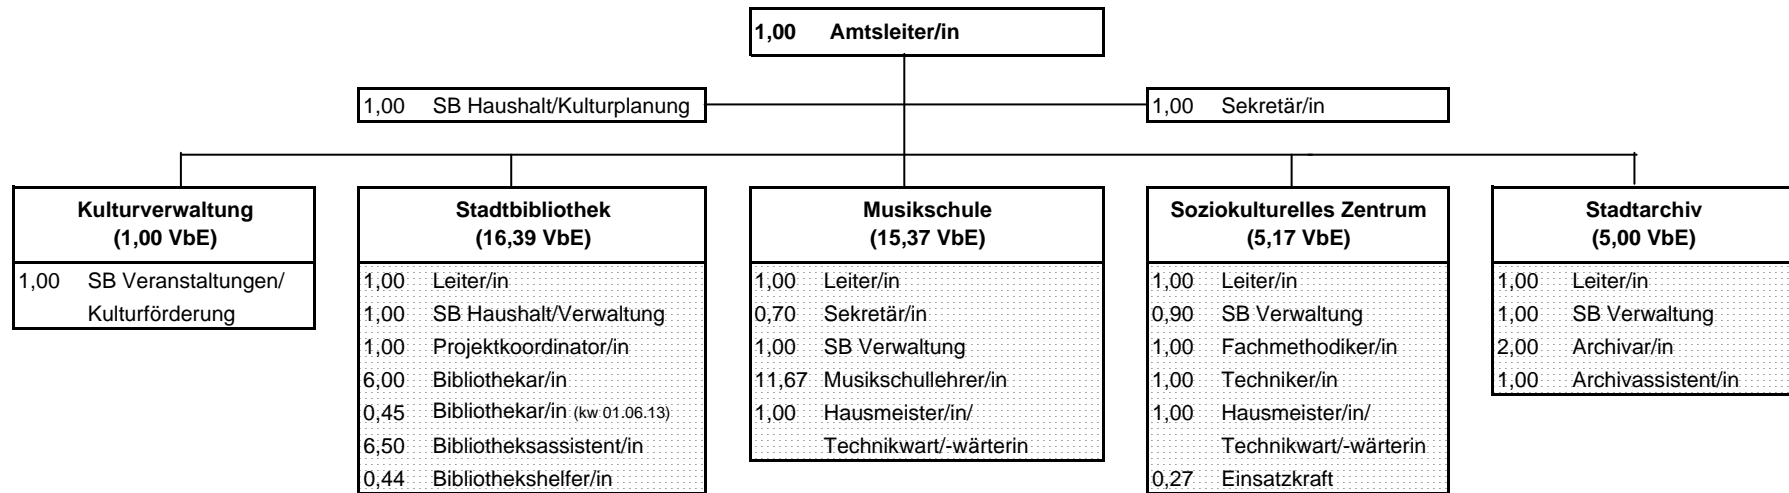 1,00 Amtsleiter/in
1,00 SB Haushalt/Kulturplanung
1,00 Sekretär/in
Kulturverwaltung
(1,00 VbE)
1,00 SB Veranstaltungen/
Kulturförderung
Stadtbibliothek
(16,39 VbE)
1,00 Leiter/in
1,00 SB Haushalt/Verwaltung
1,00 Projektkoordinator/in
6,00 Bibliothekar/in
0,45 Bibliothekar/in (kw 01.06.13)
6,50 Bibliotheksassistent/in
0,44 Bibliothekshelfer/in
Musikschule
(15,37 VbE)
1,00 Leiter/in
0,70 Sekretär/in
1,00 SB Verwaltung
11,67 Musikschullehrer/in
1,00 Hausmeister/in/
Technikwart/-wärterin
Soziokulturelles Zentrum
(5,17 VbE)
1,00 Leiter/in
0,90 SB Verwaltung
1,00 Fachmethodiker/in
1,00 Techniker/in
1,00 Hausmeister/in/
Technikwart/-wärterin
0,27 Einsatzkraft
Stadtarchiv
(5,00 VbE)
1,00 Leiter/in
1,00 SB Verwaltung
2,00 Archivar/in
1,00 Archivassistent/in